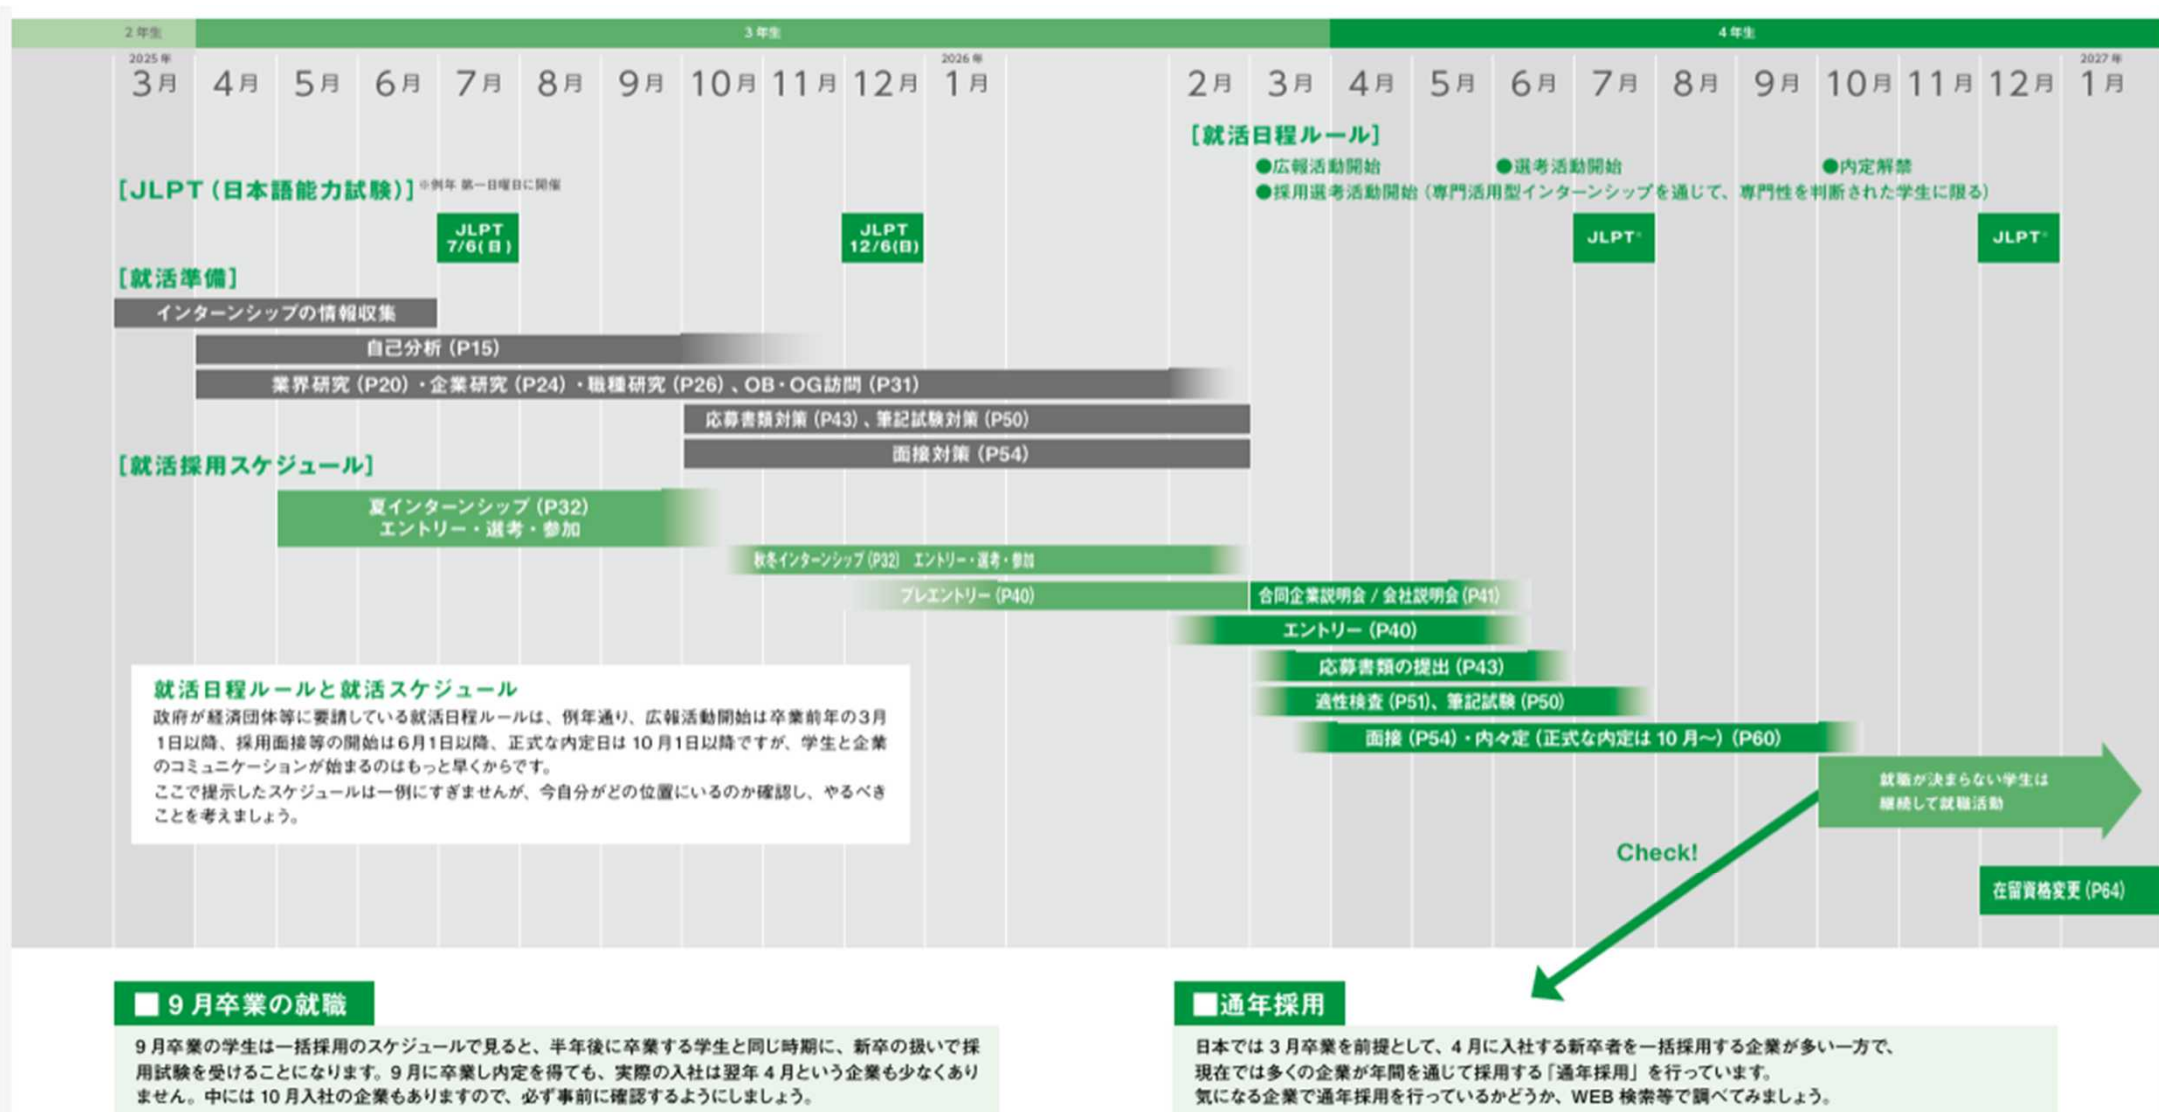 2年生
3年生
4年生
2025年
2026年
2027年
3月 4月 5月 6月 7月 8月 9月 10月 11月 12月 1月 2月 3月 4月 5月 6月 7月 8月 9月 10月 11月 12月 1月
[就活日程ルール]
●広報活動開始
●選考活動開始
●内定解禁
●採用選考活動開始（専門活用型インターンシップを通じて、専門性を判断された学生に限る）
[JLPT（日本語能力試験）]※例年 第一日曜日に開催
JLPT
7/6(日)
JLPT
12/6(日)
JLPT※
JLPT※
[就活準備]
インターンシップの情報収集
自己分析（P15）
業界研究（P20）・企業研究（P24）・職種研究（P26）、OB・OG訪問（P31）
応募書類対策（P43）、筆記試験対策（P50）
面接対策（P54）
[就活採用スケジュール]
夏インターンシップ（P32）
エントリー・選考・参加
秋冬インターンシップ（P32） エントリー・選考・参加
プレエントリー（P40）
合同企業説明会 / 会社説明会（P41）
エントリー（P40）
応募書類の提出（P43）
適性検査（P51）、筆記試験（P50）
面接（P54）・内々定（正式な内定は10月～）（P60）
就職が決まらない学生は
継続して就職活動
Check!
在留資格変更（P64）
就活日程ルールと就活スケジュール
政府が経済団体等に要請している就活日程ルールは、例年通り、広報活動開始は卒業前年の3月
1日以降、採用面接等の開始は6月1日以降、正式な内定日は10月1日以降ですが、学生と企業
のコミュニケーションが始まるのはもっと早くからです。
ここで提示したスケジュールは一例にすぎませんが、今自分がどの位置にいるのか確認し、やるべき
ことを考えましょう。
■9月卒業の就職
9月卒業の学生は一括採用のスケジュールで見ると、半年後に卒業する学生と同じ時期に、新卒の扱いで採
用試験を受けることになります。9月に卒業し内定を得ても、実際の入社は翌年4月という企業も少なくあり
ません。中には10月入社の企業もありますので、必ず事前に確認するようにしましょう。
■通年採用
日本では3月卒業を前提として、4月に入社する新卒者を一括採用する企業が多い一方で、
現在では多くの企業が年間を通じて採用する「通年採用」を行っています。
気になる企業で通年採用を行っているかどうか、WEB検索等で調べてみましょう。